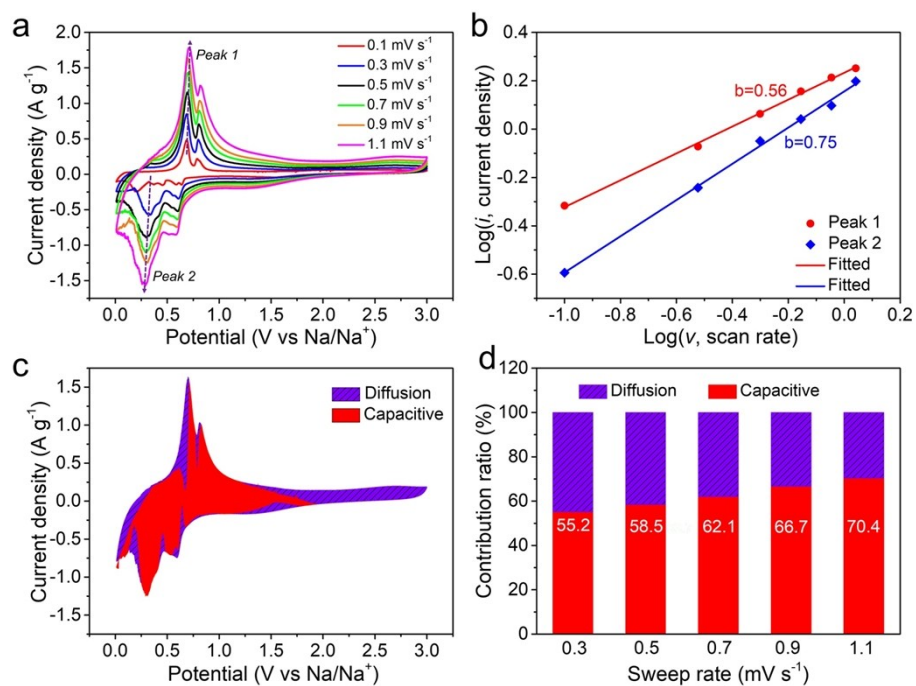 a
Peak 1
0.1 mV s⁻¹
0.3 mV s⁻¹
0.5 mV s⁻¹
0.7 mV s⁻¹
0.9 mV s⁻¹
1.1 mV s⁻¹
Peak 2
2.0
1.5
1.0
0.5
0.0
-0.5
-1.0
-1.5
Current density (A g⁻¹)
0.0 0.5 1.0 1.5 2.0 2.5 3.0
Potential (V vs Na/Na⁺)
b
b=0.56
b=0.75
Peak 1
Peak 2
Fitted
Fitted
0.4
0.2
0.0
-0.2
-0.4
-0.6
Log(i, current density)
-1.0 -0.8 -0.6 -0.4 -0.2 0.0 0.2
Log(v, scan rate)
c
Diffusion
Capacitive
1.5
1.0
0.5
0.0
-0.5
-1.0
-1.5
Current density (A g⁻¹)
0.0 0.5 1.0 1.5 2.0 2.5 3.0
Potential (V vs Na/Na⁺)
d
Diffusion Capacitive
120
100
80
60
40
20
0
Contribution ratio (%)
55.2 58.5 62.1 66.7 70.4
0.3 0.5 0.7 0.9 1.1
Sweep rate (mV s⁻¹)